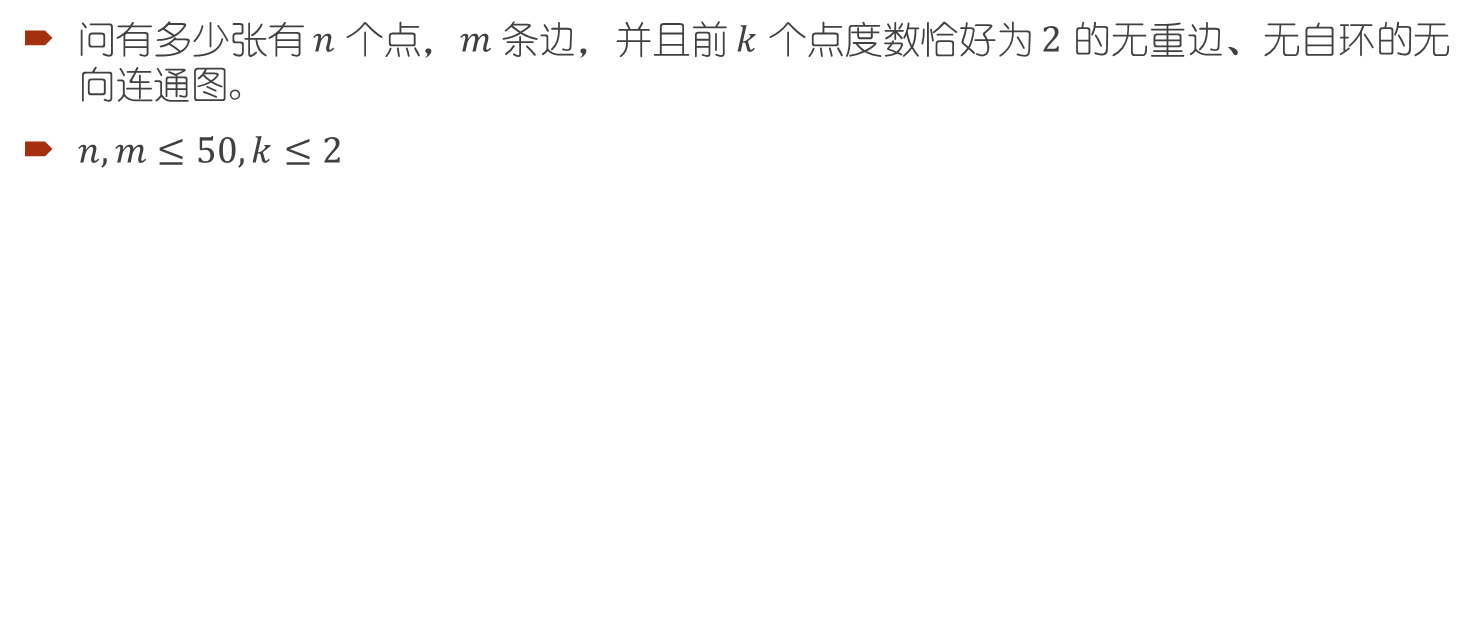 问有多少张有 n 个点，m 条边，并且前 k 个点度数恰好为 2 的无重边、无自环的无
向连通图。
n, m ≤ 50, k ≤ 2